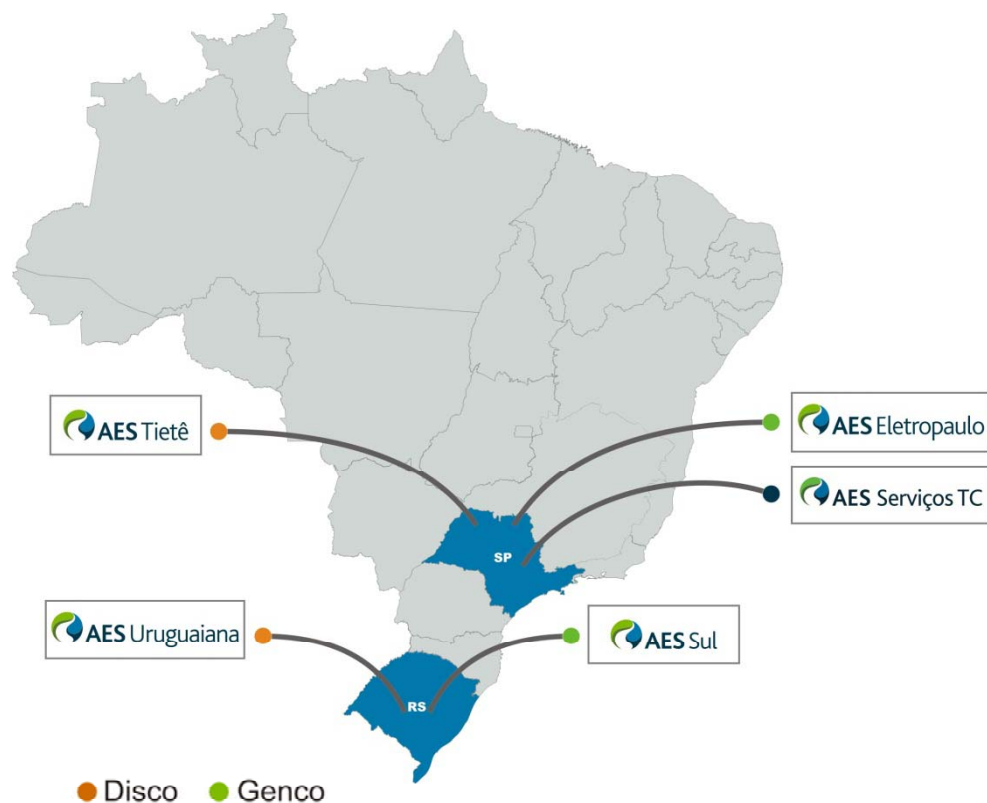 AES Tietê
AES Eletropaulo
AES Serviços TC
SP
AES Uruguaiana
AES Sul
RS
Disco
Genco